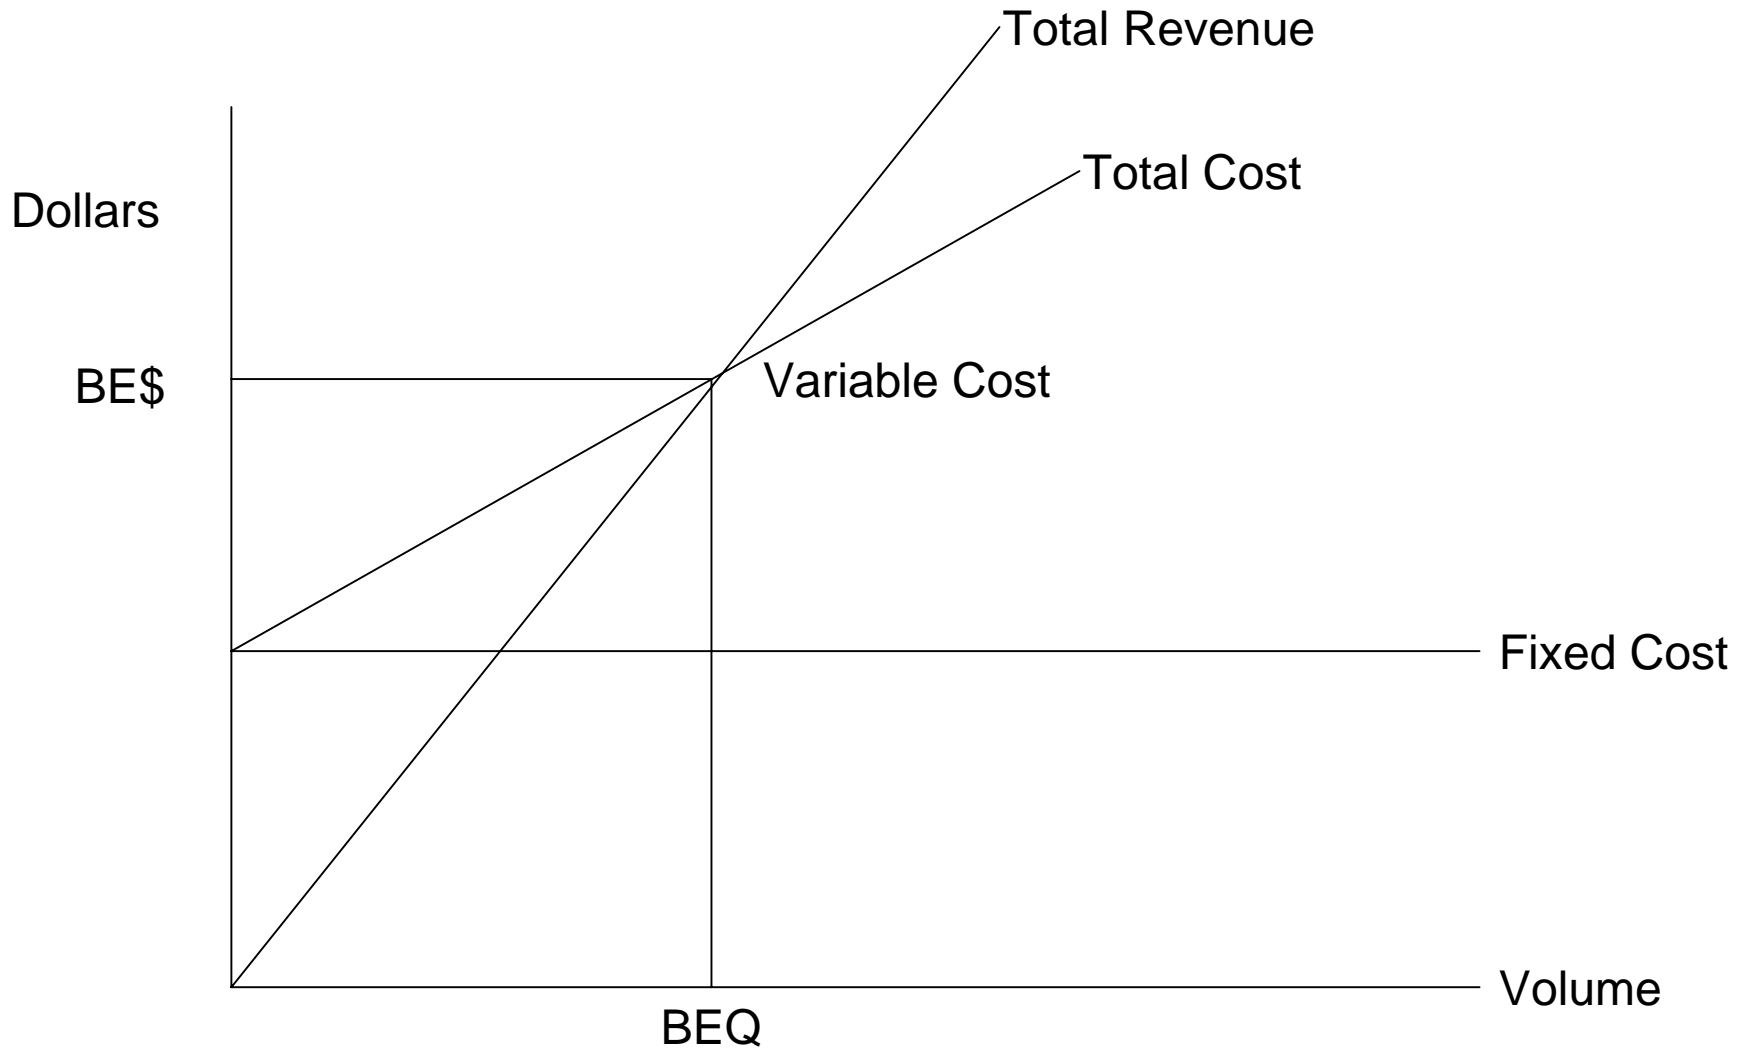 Total Revenue
Total Cost
Dollars
BE$
Variable Cost
Fixed Cost
Volume
BEQ